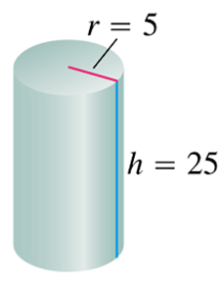 r = 5
h = 25